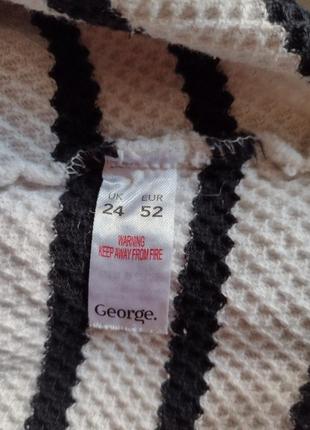 UK EUR
24 52
WARNING
KEEP AWAY FROM FIRE
George.